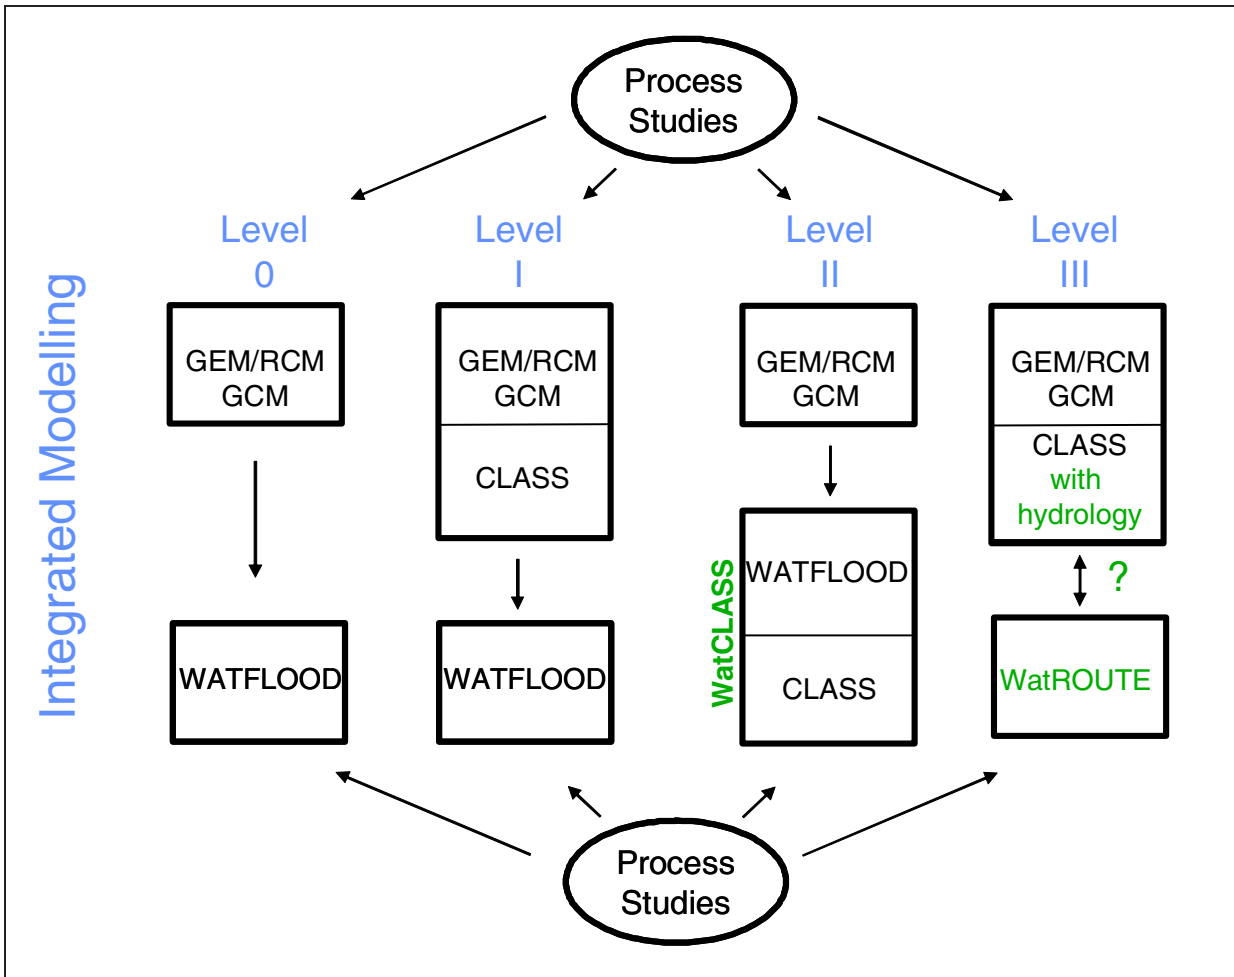 Process
Studies
Level
0
Level
I
Level
II
Level
III
Integrated Modelling
GEM/RCM
GCM
WATFLOOD
GEM/RCM
GCM
CLASS
WATFLOOD
GEM/RCM
GCM
WatCLASS
WATFLOOD
CLASS
GEM/RCM
GCM
CLASS
with
hydrology
?
WatROUTE
Process
Studies